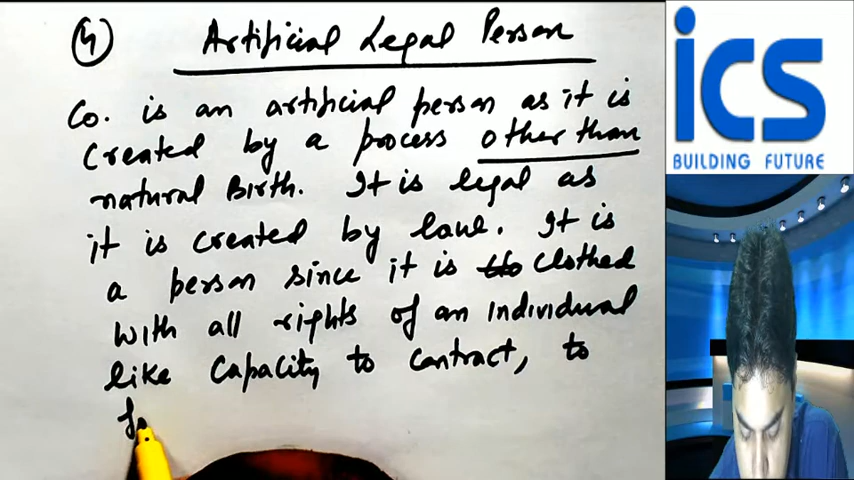 (4) Artificial Legal Person
Co. is an artificial person as it is
created by a process other than
natural Birth. It is legal as
it is created by law. It is
a person since it is clothed
with all rights of an individual
like capacity to contract, to
ics
BUILDING FUTURE